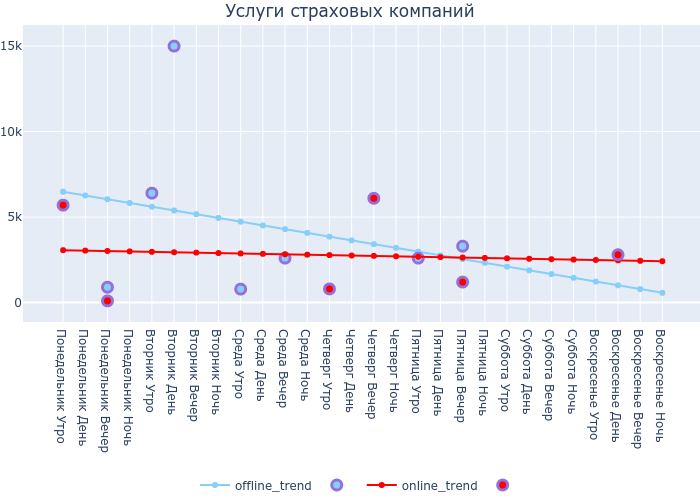 Услуги страховых компаний
15k
10k
5k
0
Понедельник Утро
Понедельник День
Понедельник Вечер
Понедельник Ночь
Вторник Утро
Вторник День
Вторник Вечер
Вторник Ночь
Среда Утро
Среда День
Среда Вечер
Среда Ночь
Четверг Утро
Четверг День
Четверг Вечер
Четверг Ночь
Пятница Утро
Пятница День
Пятница Вечер
Пятница Ночь
Суббота Утро
Суббота День
Суббота Вечер
Суббота Ночь
Воскресенье Утро
Воскресенье День
Воскресенье Вечер
Воскресенье Ночь
offline_trend
online_trend